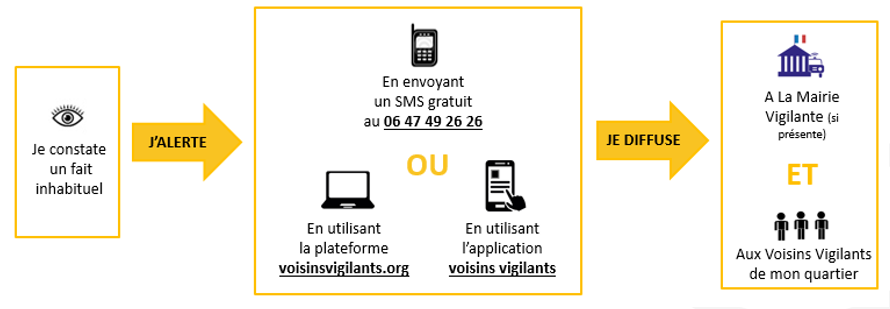 Je constate
un fait
inhabituel
J'ALERTE
En envoyant
un SMS gratuit
au 06 47 49 26 26
OU
En utilisant
la plateforme
voisinsvigilants.org
En utilisant
l'application
voisins vigilants
JE DIFFUSE
A La Mairie
Vigilante (si
présente)
ET
Aux Voisins Vigilants
de mon quartier